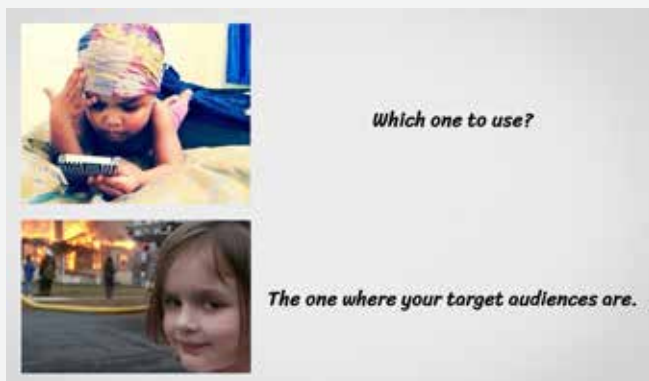 Which one to use?
The one where your target audiences are.